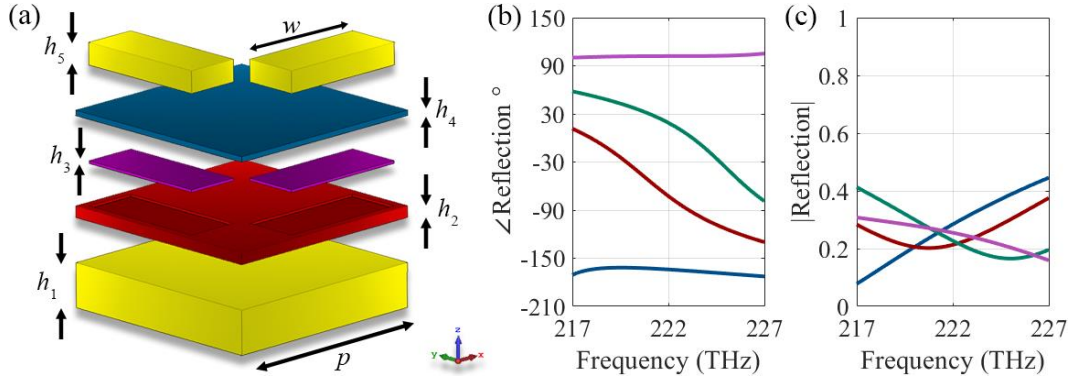 (a)
w
h5
h4
h3
h2
h1
p
z
y
x
(b)
∠Reflection °
150
90
30
-30
-90
-150
-210
217
222
227
Frequency (THz)
(c)
|Reflection|
1
0.8
0.6
0.4
0.2
0
217
222
227
Frequency (THz)